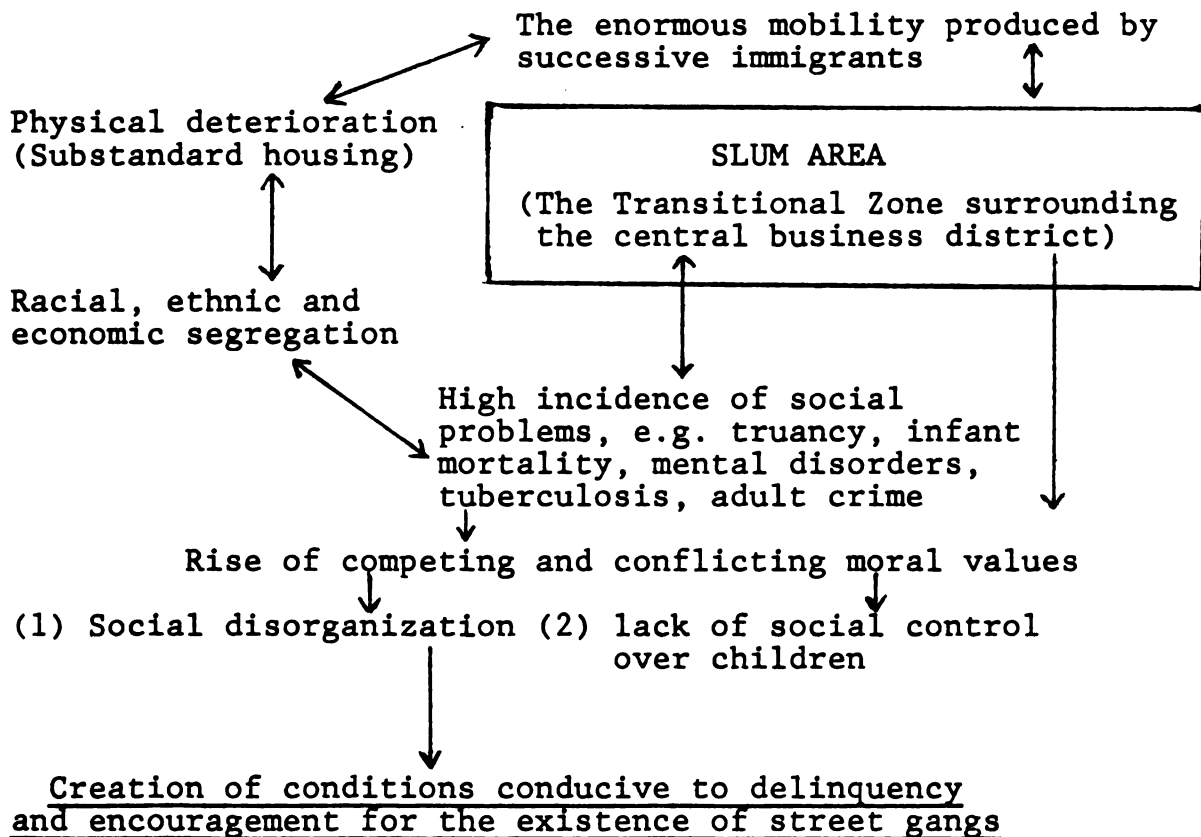 The enormous mobility produced by
successive immigrants
Physical deterioration
(Substandard housing)
SLUM AREA
(The Transitional Zone surrounding
the central business district)
Racial, ethnic and
economic segregation
High incidence of social
problems, e.g. truancy, infant
mortality, mental disorders,
tuberculosis, adult crime
Rise of competing and conflicting moral values
(1) Social disorganization (2) lack of social control
over children
Creation of conditions conducive to delinquency
and encouragement for the existence of street gangs